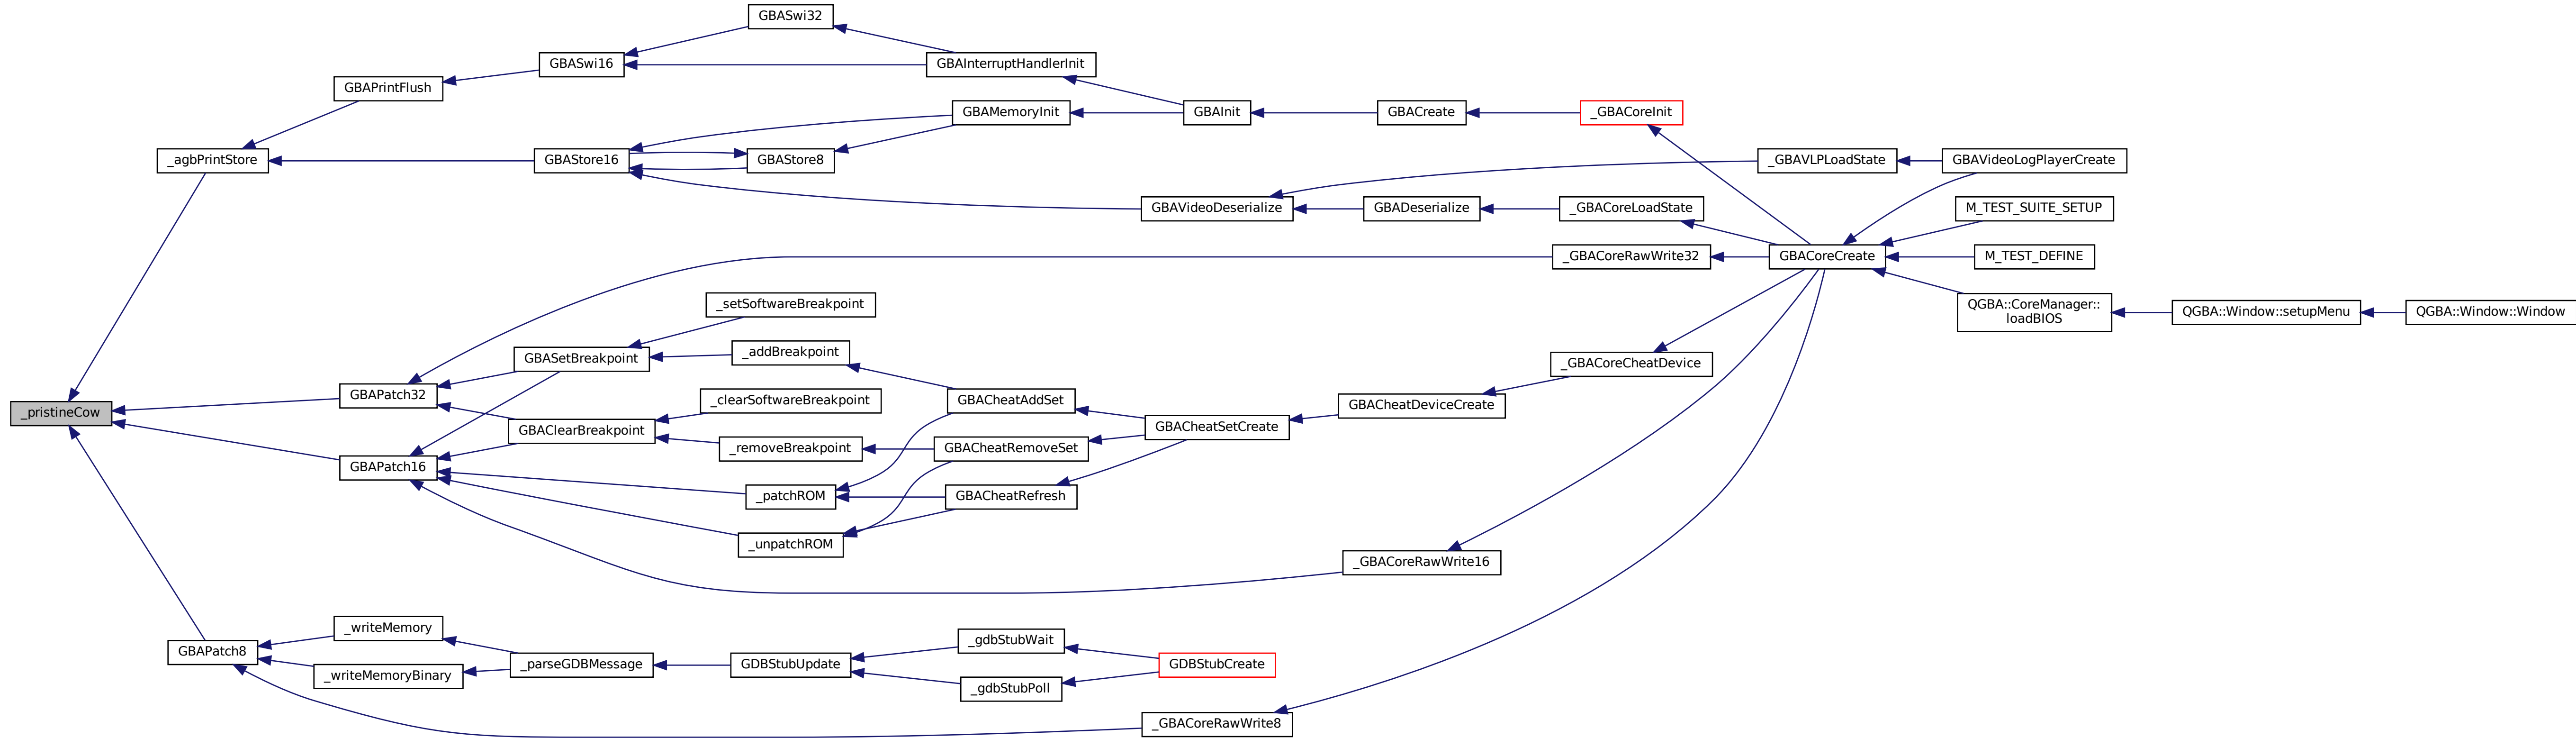 GBASwi32
GBASwi16
GBAInterruptHandlerInit
GBAPrintFlush
GBAMemoryInit
GBAInit
GBACreate
_GBACoreInit
_agbPrintStore
GBAStore16
GBAStore8
_GBAVLPLoadState
GBAVideoLogPlayerCreate
GBAVideoDeserialize
GBADeserialize
_GBACoreLoadState
M_TEST_SUITE_SETUP
_GBACoreRawWrite32
GBACoreCreate
M_TEST_DEFINE
_setSoftwareBreakpoint
QGBA::CoreManager::
loadBIOS
QGBA::Window::setupMenu
QGBA::Window::Window
GBASetBreakpoint
_addBreakpoint
_GBACoreCheatDevice
GBAPatch32
_clearSoftwareBreakpoint
GBACheatAddSet
GBACheatDeviceCreate
_pristineCow
GBAClearBreakpoint
GBACheatSetCreate
_removeBreakpoint
GBACheatRemoveSet
GBAPatch16
_patchROM
GBACheatRefresh
_unpatchROM
_GBACoreRawWrite16
_writeMemory
GBAPatch8
_gdbStubWait
_parseGDBMessage
GDBStubUpdate
GDBStubCreate
_writeMemoryBinary
_gdbStubPoll
_GBACoreRawWrite8